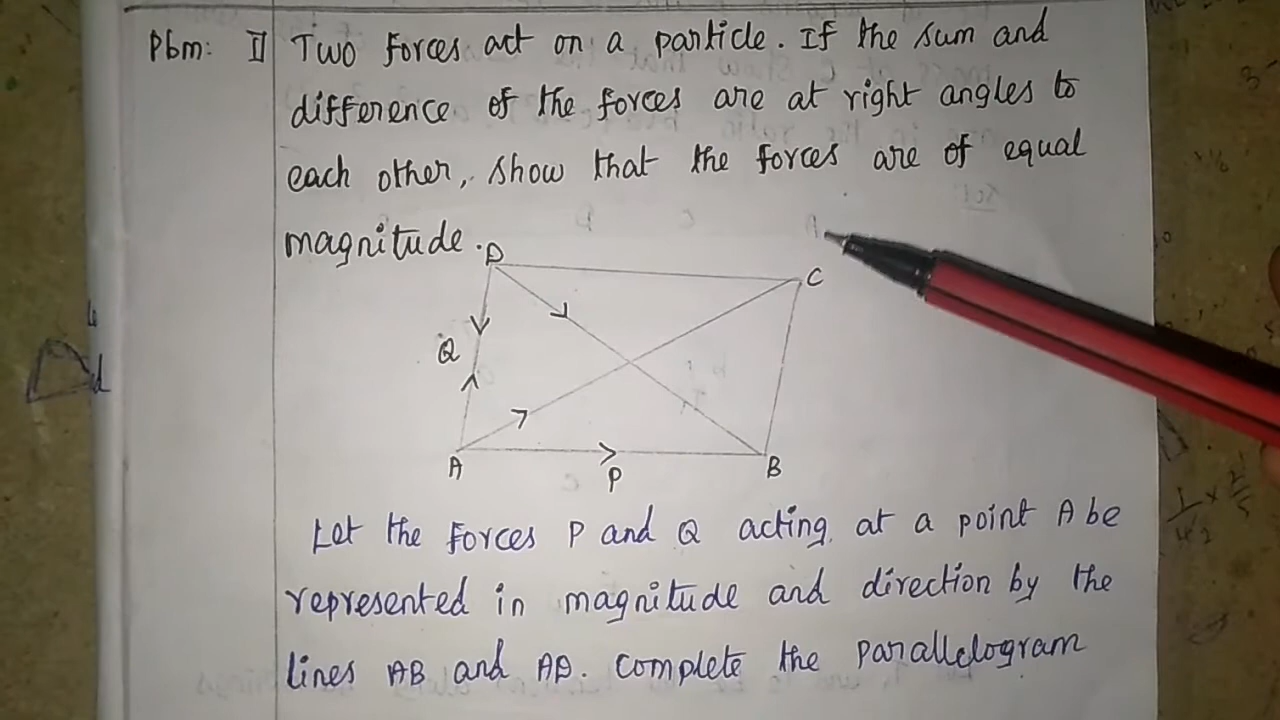 Pbm: II Two forces act on a particle. If the sum and
difference of the forces are at right angles to
each other, show that the forces are of equal
magnitude.
D
C
Q
A
P
B
Let the forces P and Q acting at a point A be
represented in magnitude and direction by the
lines AB and AD. Complete the parallelogram